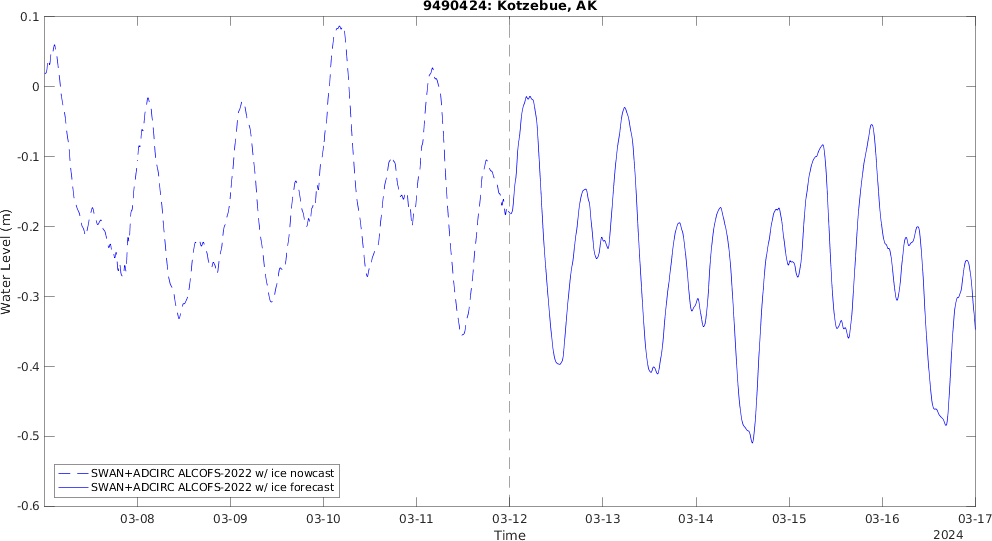 9490424: Kotzebue, AK
0.1
0
-0.1
-0.2
-0.3
-0.4
-0.5
-0.6
Water Level (m)
SWAN+ADCIRC ALCOFS-2022 w/ ice nowcast
SWAN+ADCIRC ALCOFS-2022 w/ ice forecast
03-08 03-09 03-10 03-11 03-12 03-13 03-14 03-15 03-16 03-17
Time
2024